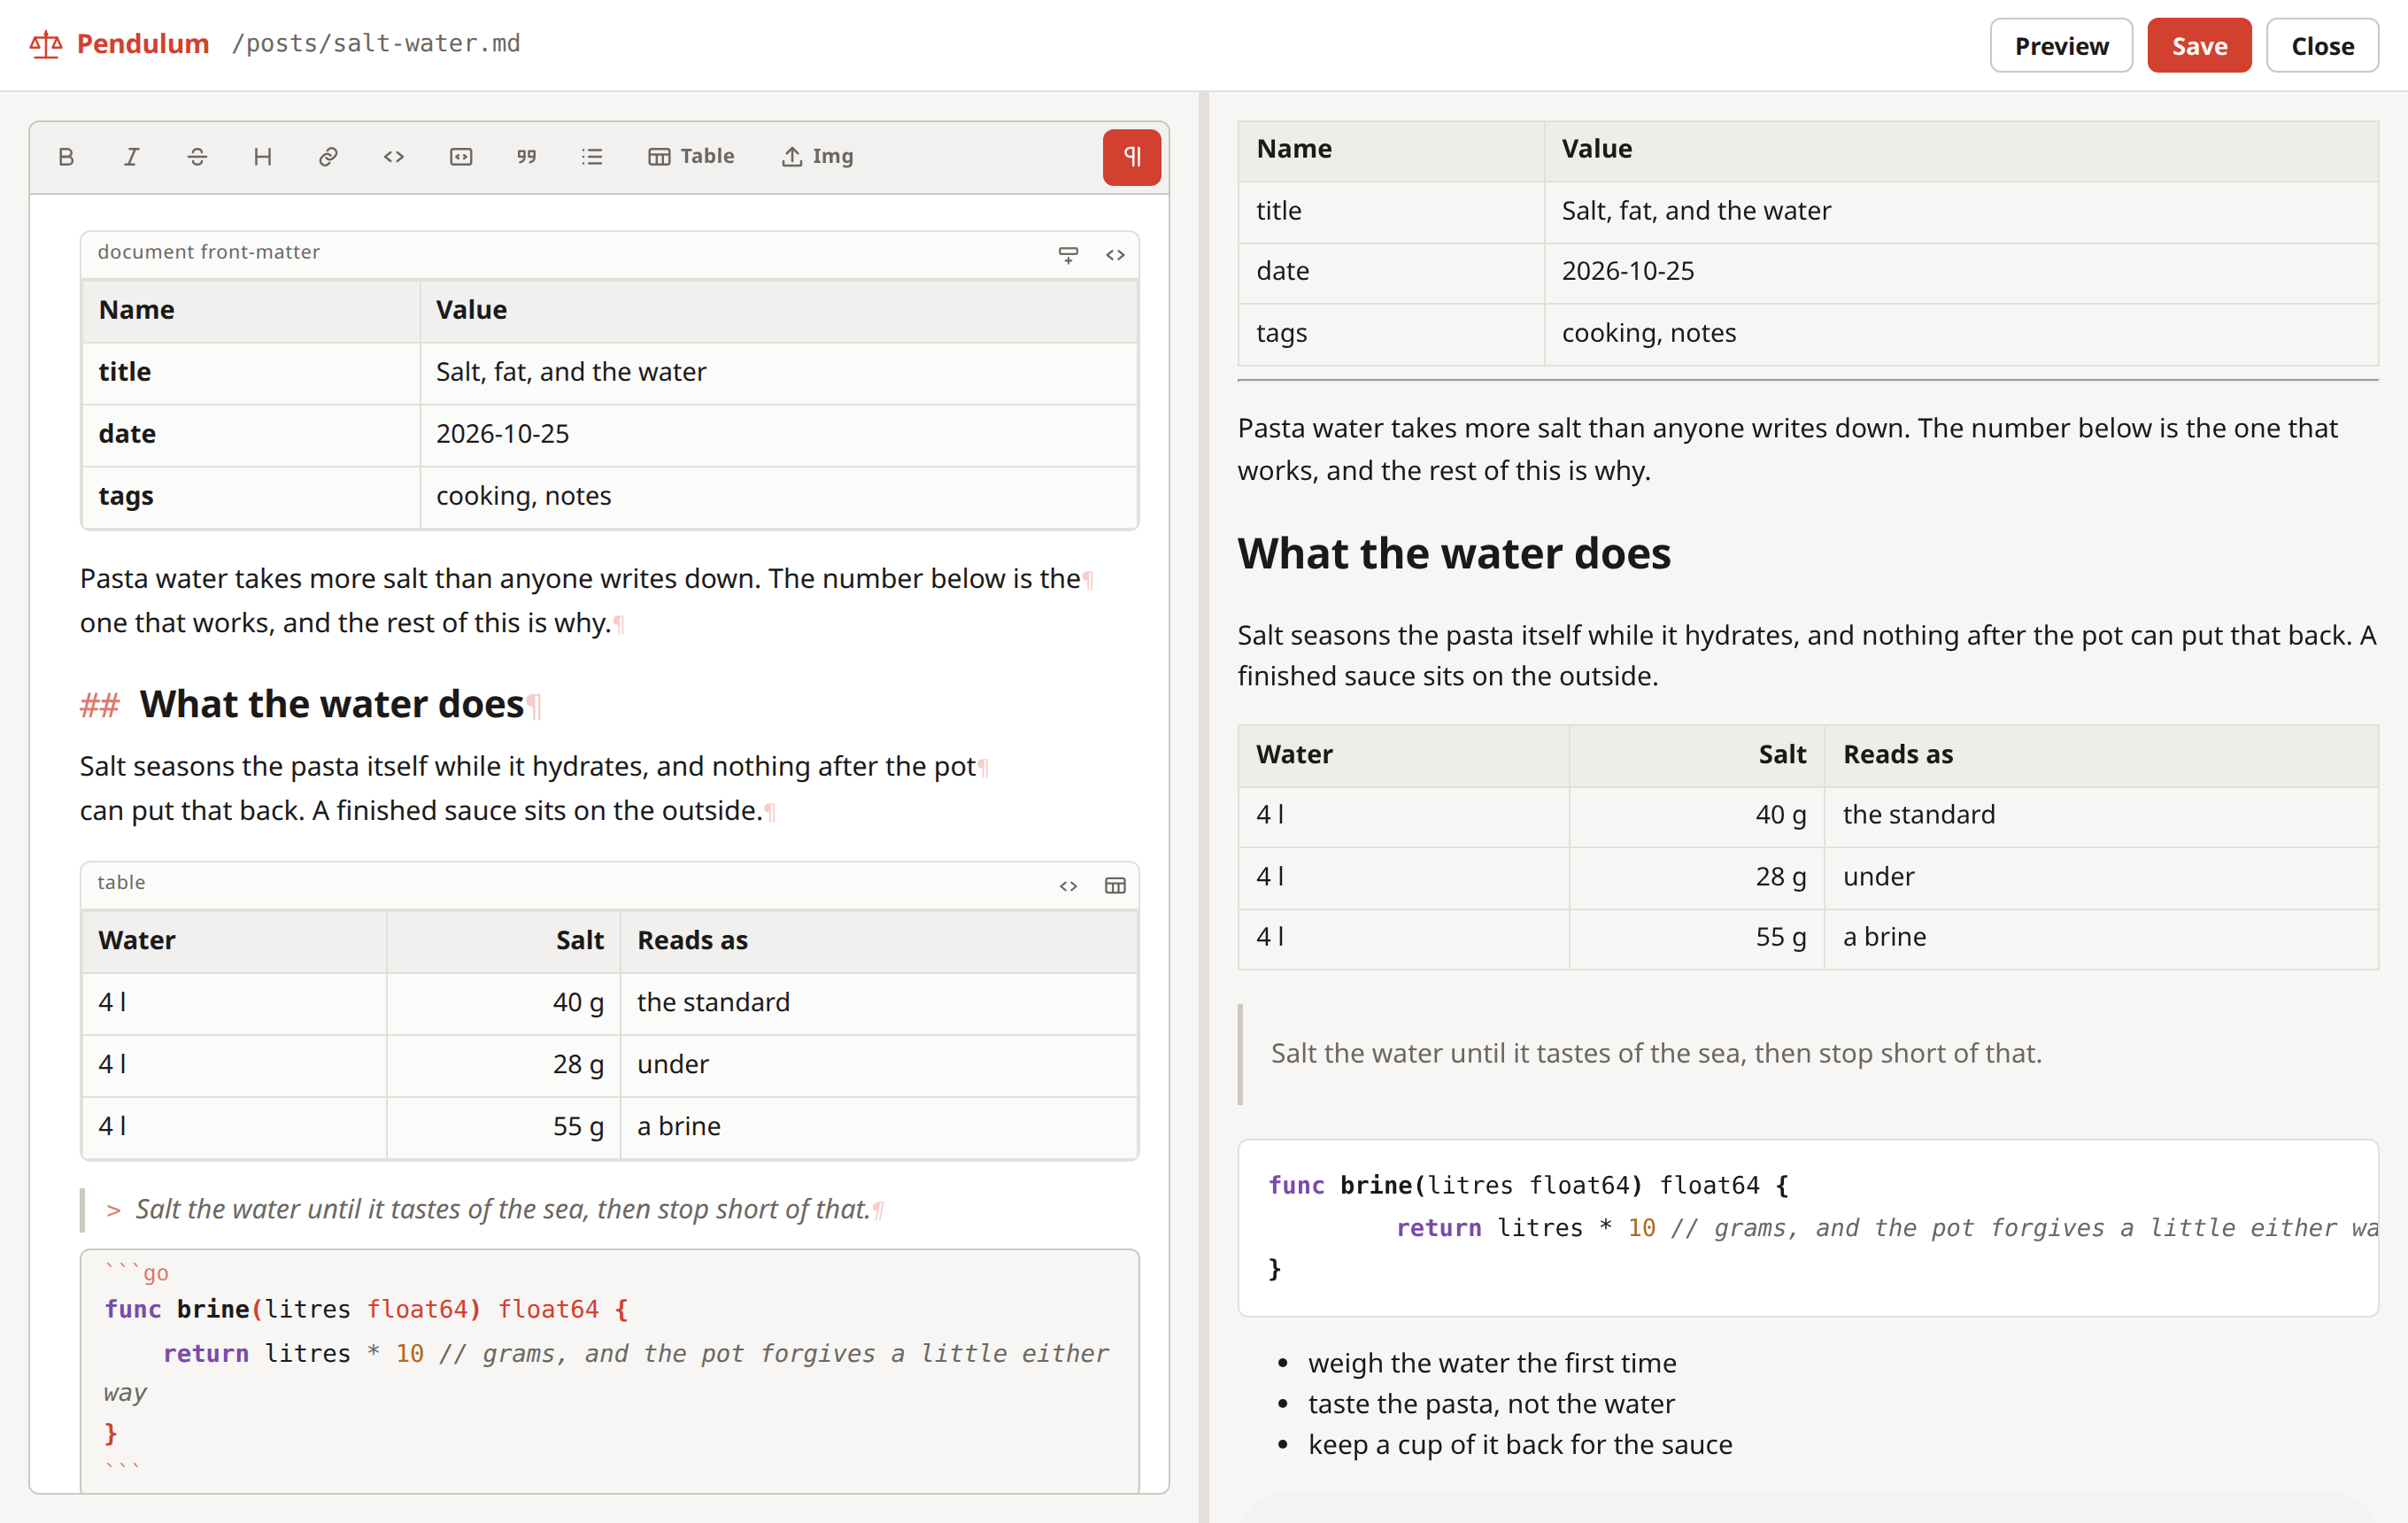 Pendulum /posts/salt-water.md
Preview Save Close
Table Img ¶
document front-matter
Name Value
title Salt, fat, and the water
date 2026-10-25
tags cooking, notes
Pasta water takes more salt than anyone writes down. The number below is the¶
one that works, and the rest of this is why.¶
## What the water does¶
Salt seasons the pasta itself while it hydrates, and nothing after the pot¶
can put that back. A finished sauce sits on the outside.¶
table
Water Salt Reads as
4 l 40 g the standard
4 l 28 g under
4 l 55 g a brine
> Salt the water until it tastes of the sea, then stop short of that.¶
```go
func brine(litres float64) float64 {
    return litres * 10 // grams, and the pot forgives a little either
way
}
```
Name Value
title Salt, fat, and the water
date 2026-10-25
tags cooking, notes
Pasta water takes more salt than anyone writes down. The number below is the one that
works, and the rest of this is why.
What the water does
Salt seasons the pasta itself while it hydrates, and nothing after the pot can put that back. A
finished sauce sits on the outside.
Water Salt Reads as
4 l 40 g the standard
4 l 28 g under
4 l 55 g a brine
Salt the water until it tastes of the sea, then stop short of that.
func brine(litres float64) float64 {
        return litres * 10 // grams, and the pot forgives a little either wa
}
• weigh the water the first time
• taste the pasta, not the water
• keep a cup of it back for the sauce